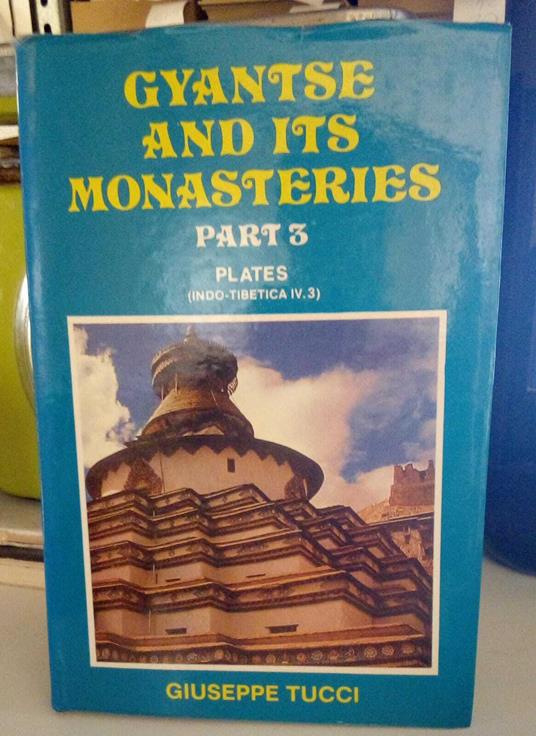 GYANTSE
AND ITS
MONASTERIES
PART 3
PLATES
(INDO-TIBETICA IV.3)
GIUSEPPE TUCCI